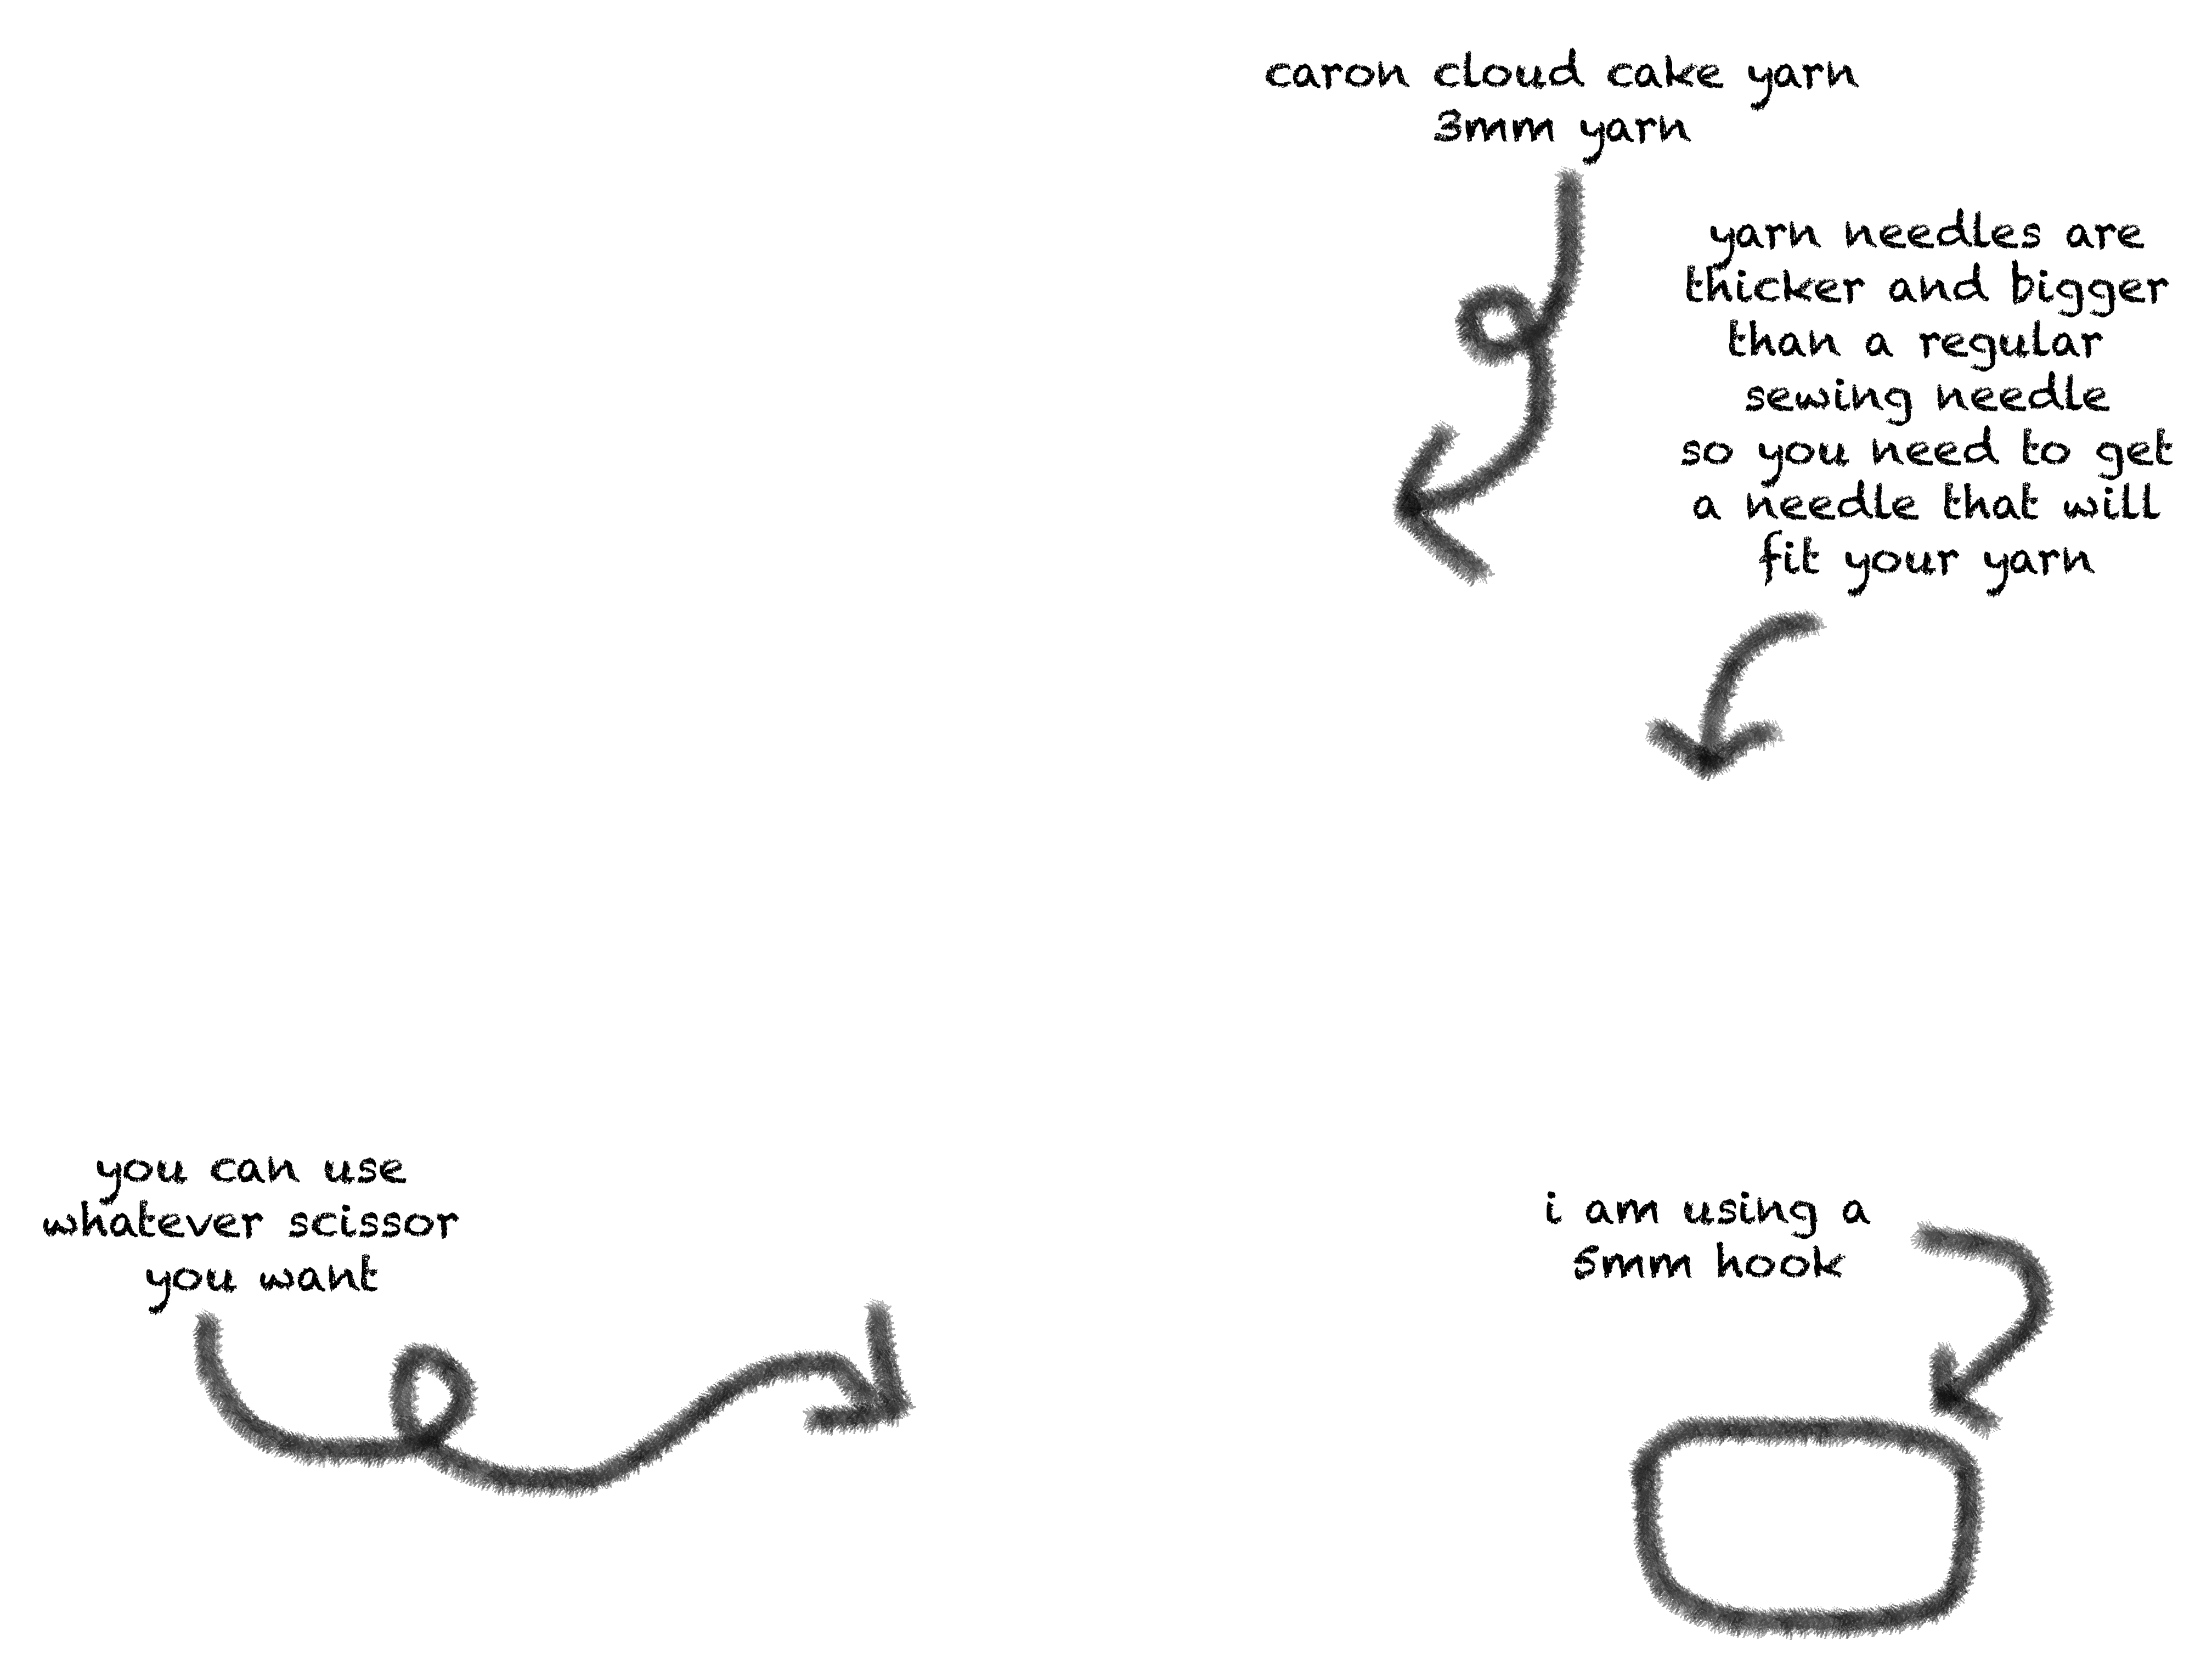 caron cloud cake yarn
3mm yarn
yarn needles are
thicker and bigger
than a regular
sewing needle
so you need to get
a needle that will
fit your yarn
you can use
whatever scissor
you want
i am using a
5mm hook